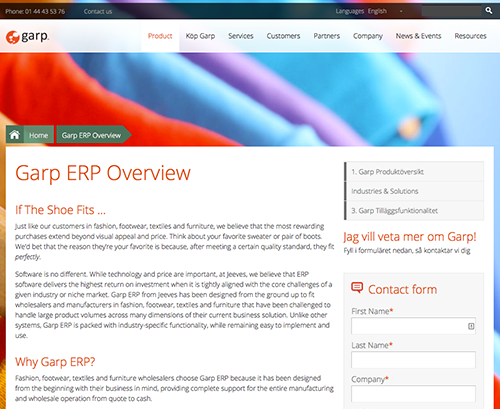 Phone: 01 44 43 53 76 Contact us Languages English
garp. Product Köp Garp Services Customers Partners Company News & Events Resources
Home Garp ERP Overview
Garp ERP Overview
If The Shoe Fits ...
Just like our customers in fashion, footwear, textiles and furniture, we believe that the most rewarding
purchases extend beyond visual appeal and price. Think about your favorite sweater or pair of boots.
We'd bet that the reason they're your favorite is because, after meeting a certain quality standard, they fit
perfectly.
Software is no different. While technology and price are important, at Jeeves, we believe that ERP
software delivers the highest return on investment when it is tightly aligned with the core challenges of a
given industry or niche market. Garp ERP from Jeeves has been designed from the ground up to fit
wholesalers and manufacturers in fashion, footwear, textiles and furniture that have been challenged to
handle large product volumes across many dimensions of their current business solution. Unlike other
systems, Garp ERP is packed with industry-specific functionality, while remaining easy to implement and
use.
Why Garp ERP?
Fashion, footwear, textiles and furniture wholesalers choose Garp ERP because it has been designed
from the beginning with their business in mind, providing complete support for the entire manufacturing
and wholesale operation from quote to cash.
1. Garp Produktöversikt
Industries & Solutions
3. Garp Tilläggsfunktionalitet
Jag vill veta mer om Garp!
Fyll i formuläret nedan, så kontaktar vi dig.
Contact form
First Name*
Last Name*
Company*